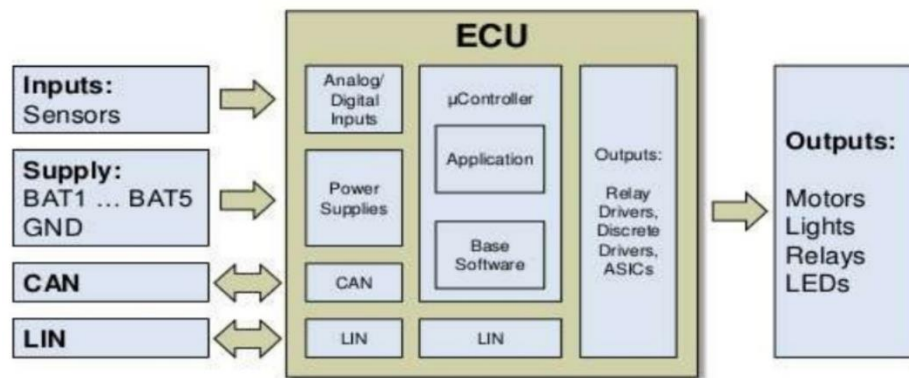 ECU
Inputs:
Sensors
Supply:
BAT1 ... BAT5
GND
CAN
LIN
Analog/
Digital
Inputs
Power
Supplies
CAN
LIN
µController
Application
Base
Software
LIN
Outputs:
Relay
Drivers,
Discrete
Drivers,
ASICs
Outputs:
Motors
Lights
Relays
LEDs